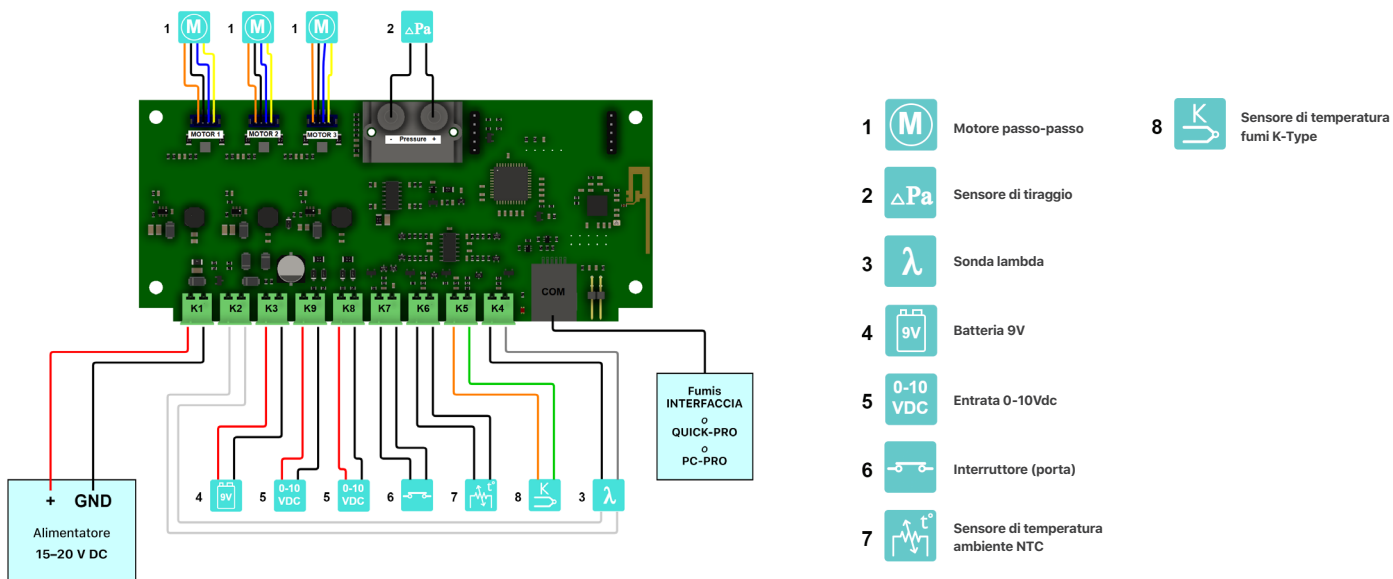 1 M
1 M
1 M
2 △Pa
MOTOR 1
MOTOR 2
MOTOR 3
- Pressure +
COM
K1
K2
K3
K9
K8
K7
K6
K5
K4
+ GND
Alimentatore
15–20 V DC
4 9V
5 0-10 VDC
5 0-10 VDC
6
7 t°
8 K
3 λ
Fumis
INTERFACCIA
o
QUICK-PRO
o
PC-PRO
1 M Motore passo-passo
2 △Pa Sensore di tiraggio
3 λ Sonda lambda
4 9V Batteria 9V
5 0-10 VDC Entrata 0-10Vdc
6 Interruttore (porta)
7 t° Sensore di temperatura
ambiente NTC
8 K Sensore di temperatura
fumi K-Type